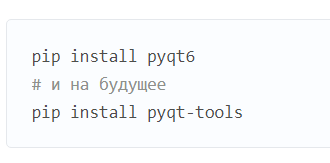 pip install pyqt6
# и на будущее
pip install pyqt-tools